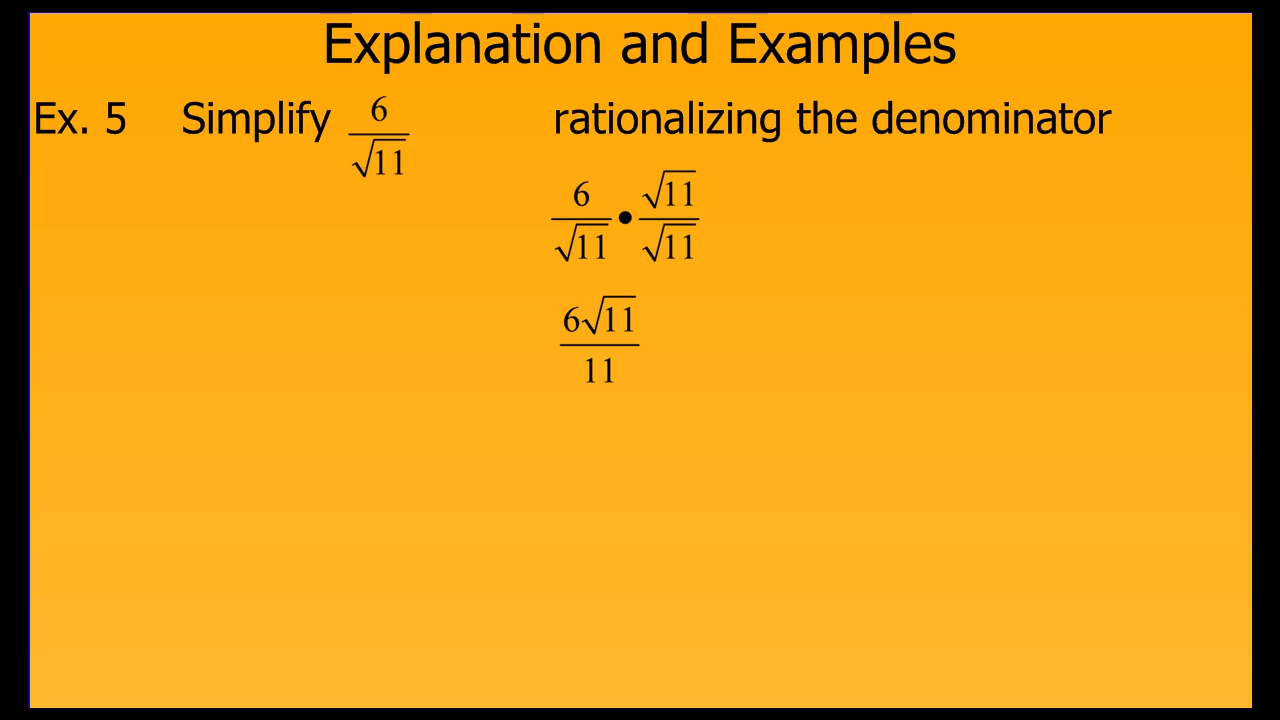 Explanation and Examples
Ex. 5 Simplify 6/√11 rationalizing the denominator
6/√11 • √11/√11
6√11/11